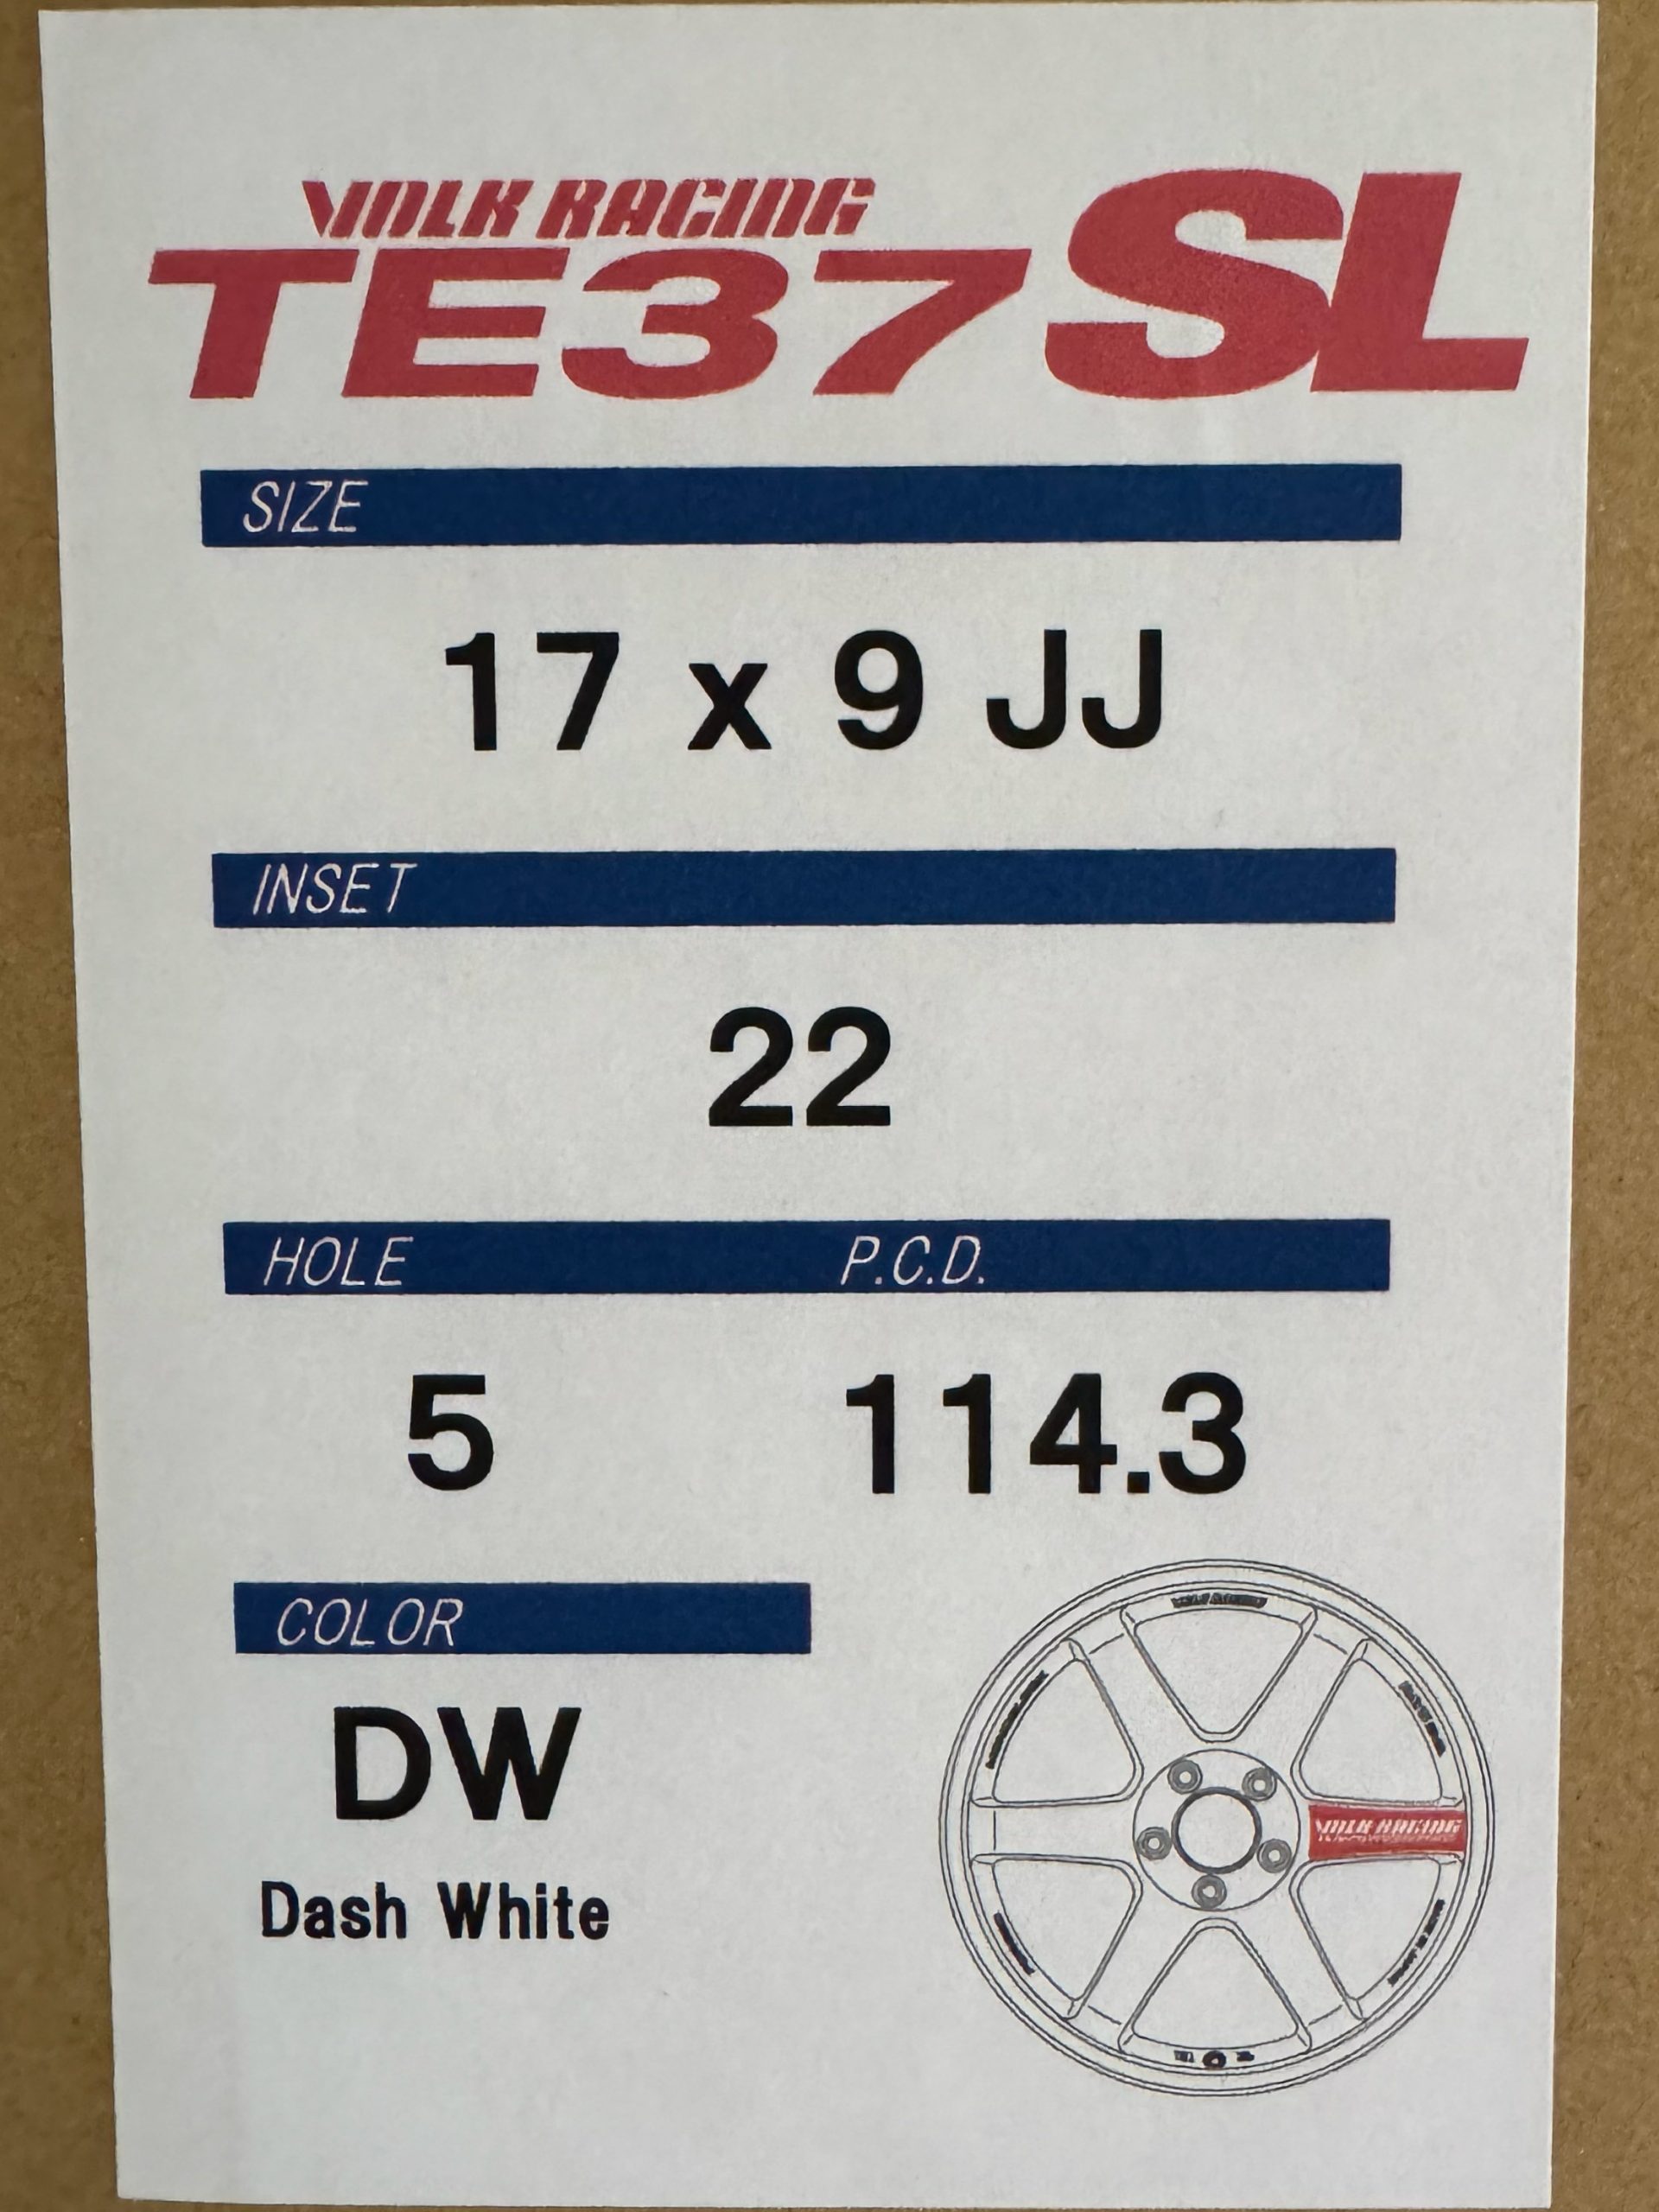 VOLK RACING
TE37SL
SIZE
17 x 9 JJ
INSET
22
HOLE P.C.D.
5 114.3
COLOR
DW
Dash White
VOLK RACING